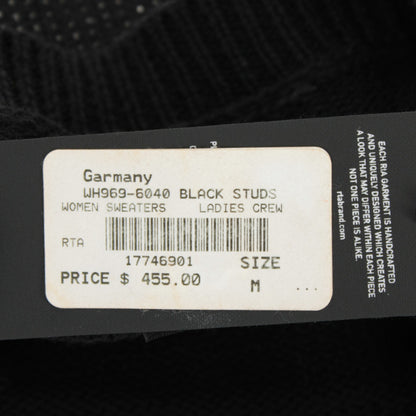 Garmany
WH969-6040 BLACK STUDS
WOMEN SWEATERS LADIES CREW
RTA
17746901 SIZE
PRICE $ 455.00 M ...
EACH RTA GARMENT IS HANDCRAFTED
AND UNIQUELY DESIGNED WHICH CREATES
A LOOK THAT MAY DIFFER WITHIN EACH PIECE
NOT ONE PIECE IS ALIKE.
rtabrand.com